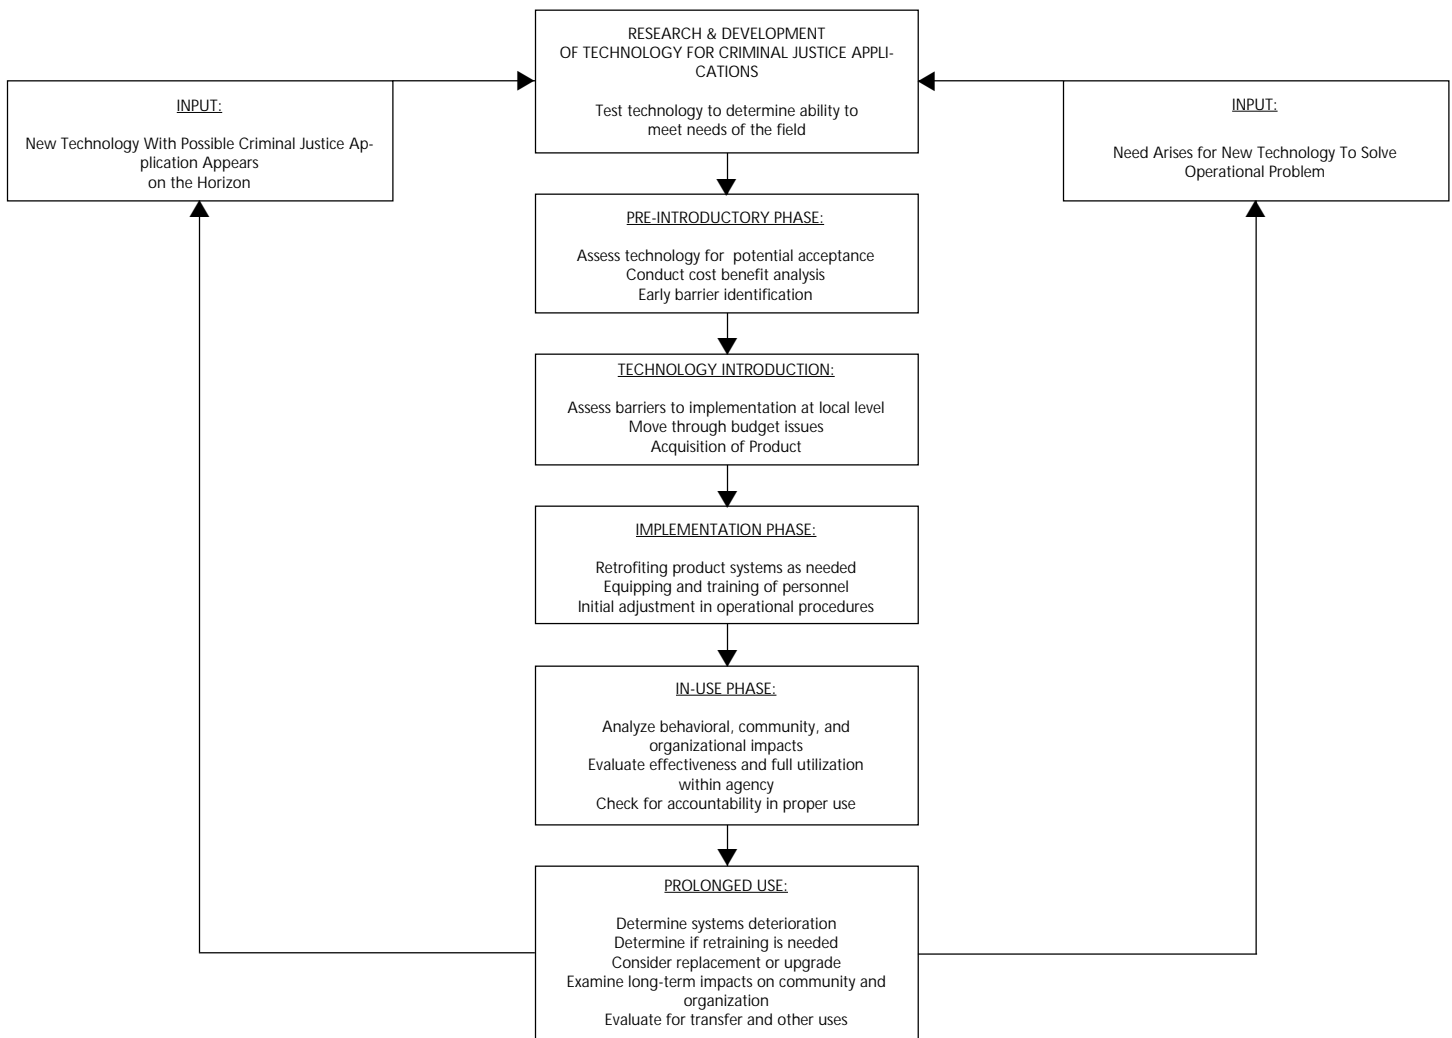 RESEARCH & DEVELOPMENT
OF TECHNOLOGY FOR CRIMINAL JUSTICE APPLI-
CATIONS
Test technology to determine ability to
meet needs of the field
INPUT:
New Technology With Possible Criminal Justice Ap-
plication Appears
on the Horizon
INPUT:
Need Arises for New Technology To Solve
Operational Problem
PRE-INTRODUCTORY PHASE:
Assess technology for potential acceptance
Conduct cost benefit analysis
Early barrier identification
TECHNOLOGY INTRODUCTION:
Assess barriers to implementation at local level
Move through budget issues
Acquisition of Product
IMPLEMENTATION PHASE:
Retrofiting product systems as needed
Equipping and training of personnel
Initial adjustment in operational procedures
IN-USE PHASE:
Analyze behavioral, community, and
organizational impacts
Evaluate effectiveness and full utilization
within agency
Check for accountability in proper use
PROLONGED USE:
Determine systems deterioration
Determine if retraining is needed
Consider replacement or upgrade
Examine long-term impacts on community and
organization
Evaluate for transfer and other uses